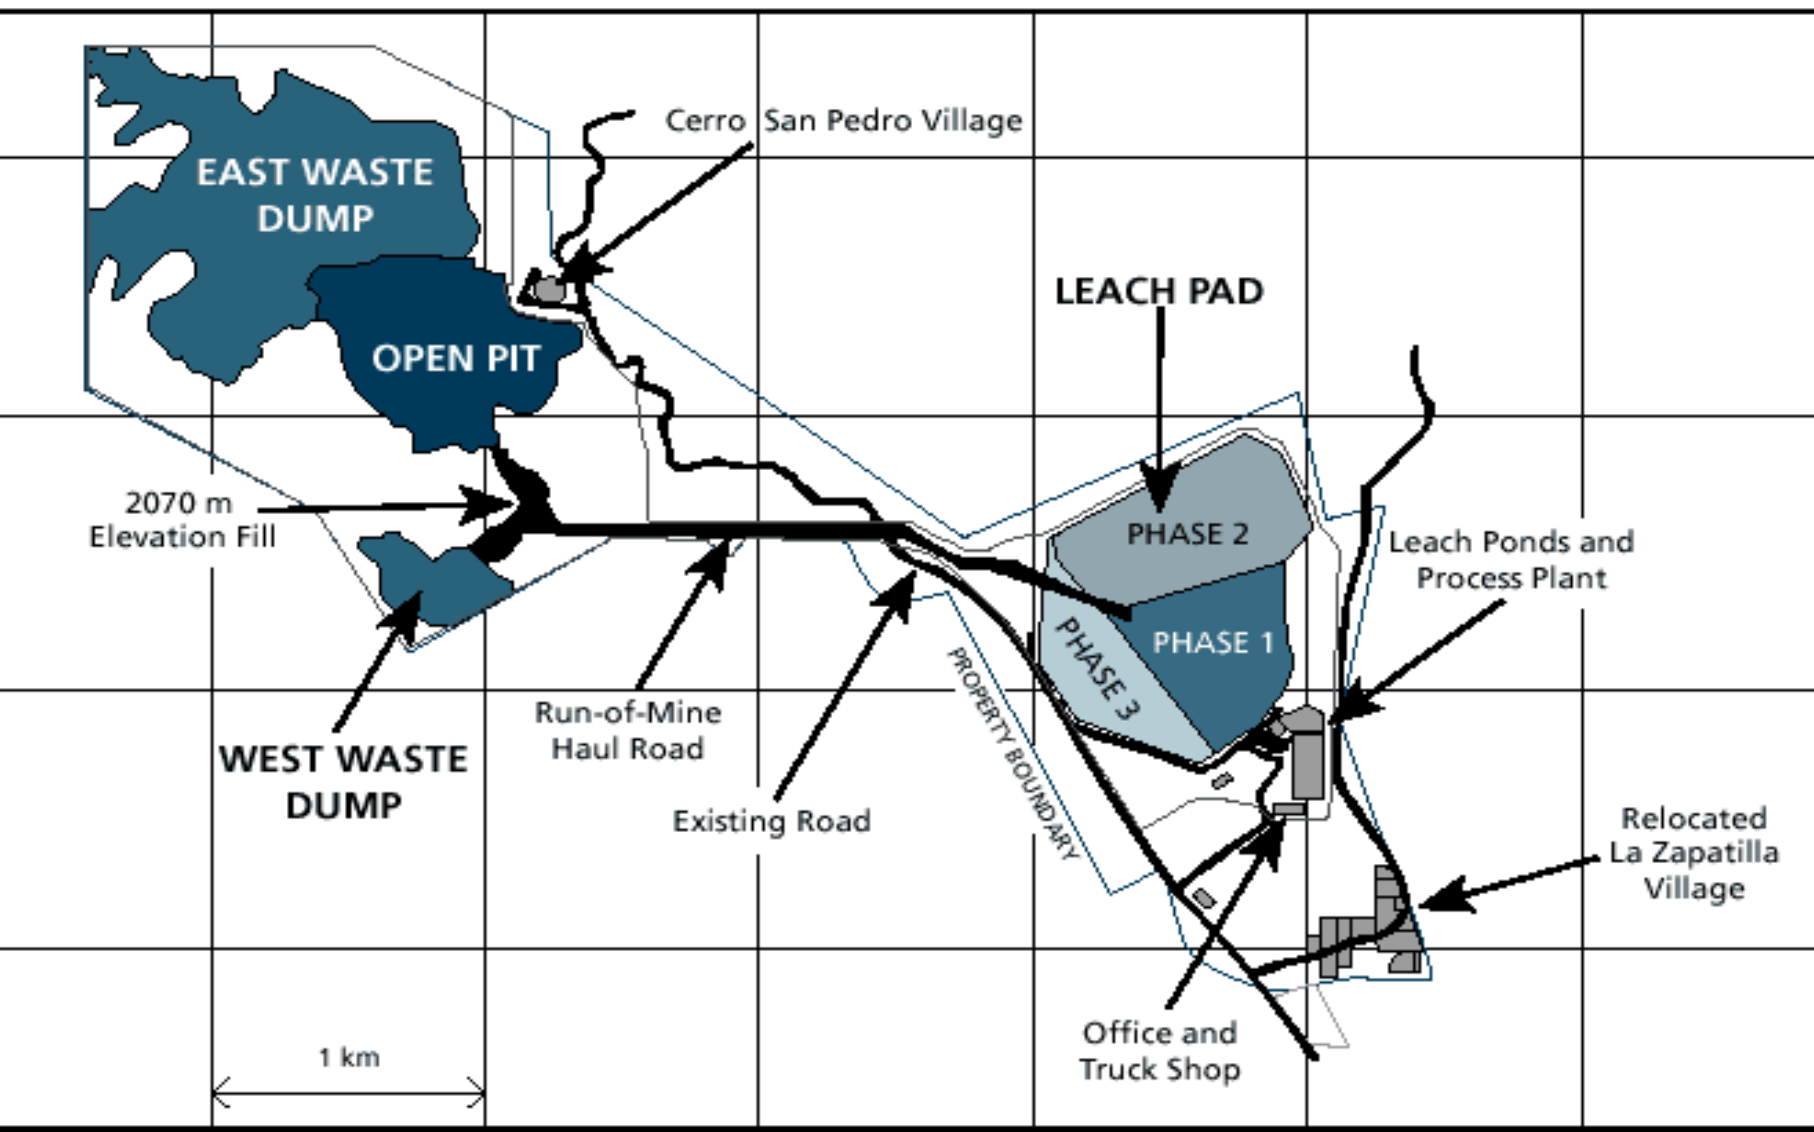 Cerro San Pedro Village
EAST WASTE
DUMP
LEACH PAD
OPEN PIT
2070 m
Elevation Fill
PHASE 2
Leach Ponds and
Process Plant
PHASE 1
PHASE 3
PROPERTY BOUNDARY
Run-of-Mine
Haul Road
WEST WASTE
DUMP
Existing Road
Relocated
La Zapatilla
Village
Office and
Truck Shop
1 km